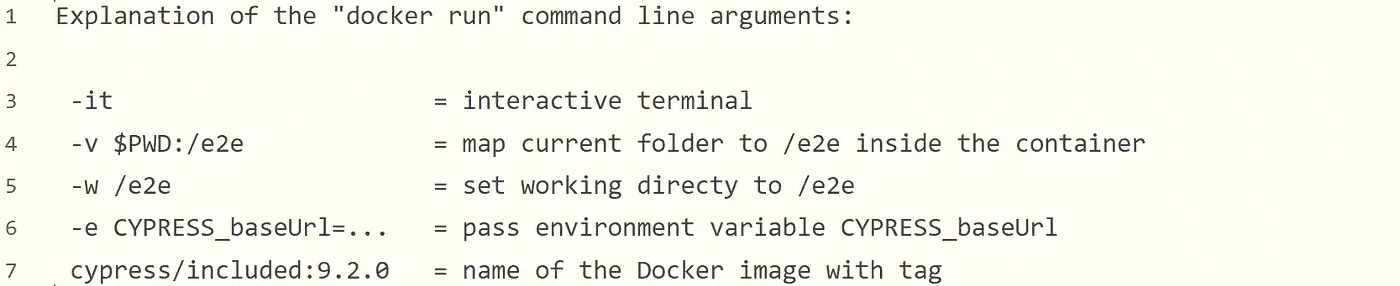 1 Explanation of the "docker run" command line arguments:
2
3 -it = interactive terminal
4 -v $PWD:/e2e = map current folder to /e2e inside the container
5 -w /e2e = set working directy to /e2e
6 -e CYPRESS_baseUrl=... = pass environment variable CYPRESS_baseUrl
7 cypress/included:9.2.0 = name of the Docker image with tag